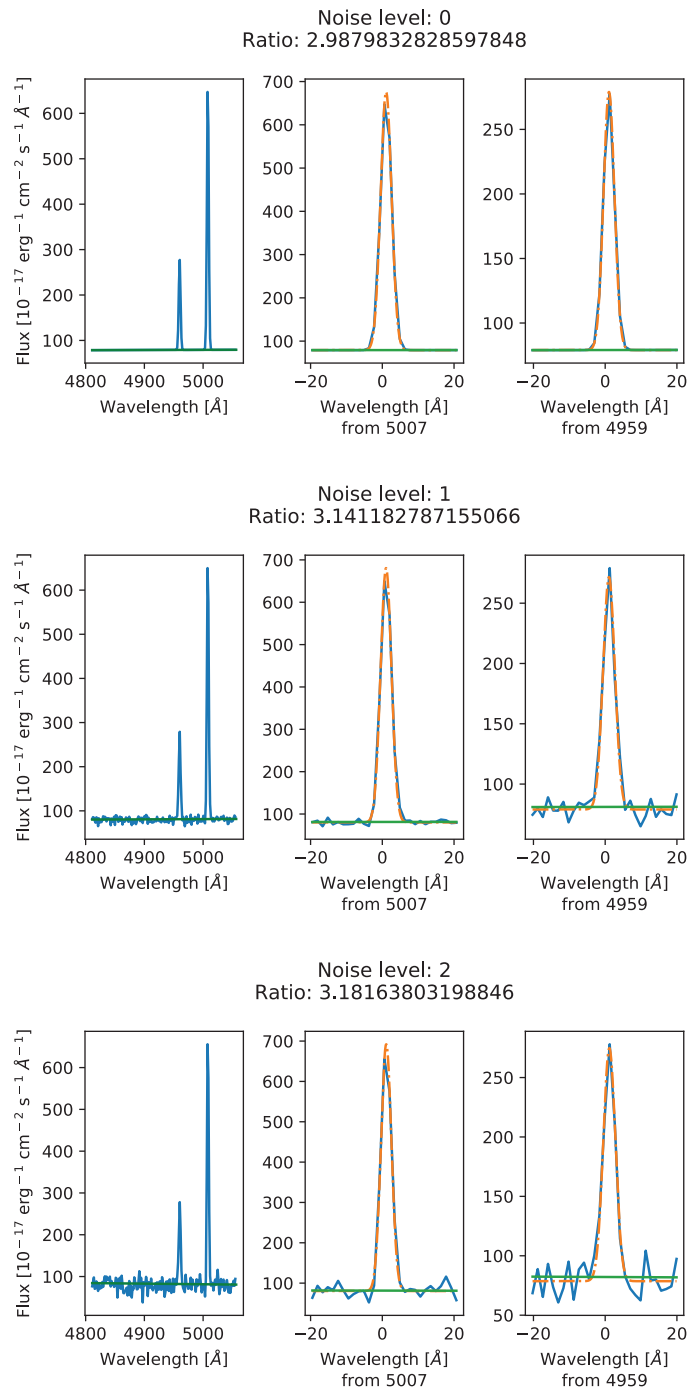 Noise level: 0
Ratio: 2.9879832828597848
Flux [10⁻¹⁷ erg⁻¹ cm⁻² s⁻¹ Å⁻¹]
600
500
400
300
200
100
4800 4900 5000
Wavelength [Å]
700
600
500
400
300
200
100
−20 0 20
Wavelength [Å]
from 5007
250
200
150
100
−20 0 20
Wavelength [Å]
from 4959
Noise level: 1
Ratio: 3.141182787155066
Flux [10⁻¹⁷ erg⁻¹ cm⁻² s⁻¹ Å⁻¹]
600
500
400
300
200
100
4800 4900 5000
Wavelength [Å]
700
600
500
400
300
200
100
−20 0 20
Wavelength [Å]
from 5007
250
200
150
100
−20 0 20
Wavelength [Å]
from 4959
Noise level: 2
Ratio: 3.18163803198846
Flux [10⁻¹⁷ erg⁻¹ cm⁻² s⁻¹ Å⁻¹]
600
500
400
300
200
100
4800 4900 5000
Wavelength [Å]
700
600
500
400
300
200
100
−20 0 20
Wavelength [Å]
from 5007
250
200
150
100
50
−20 0 20
Wavelength [Å]
from 4959